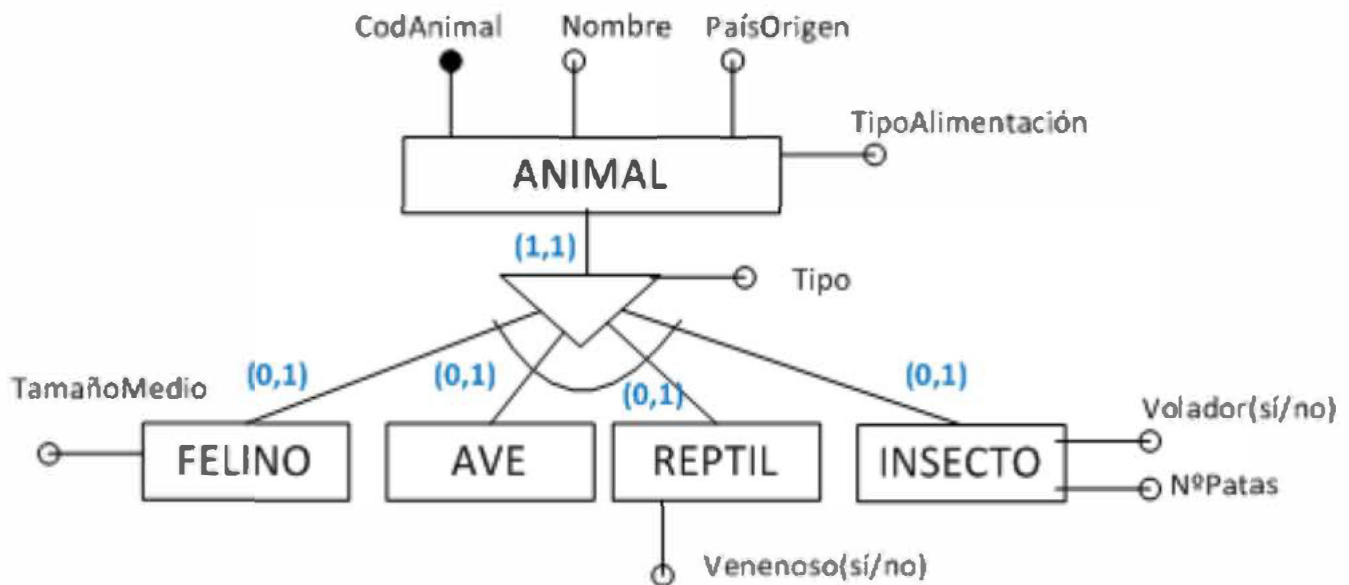 CodAnimal Nombre PaísOrigen
TipoAlimentación
ANIMAL
(1,1)
Tipo
TamañoMedio (0,1) (0,1) (0,1) (0,1)
Volador(sí/no)
FELINO AVE REPTIL INSECTO
NºPatas
Venenoso(sí/no)